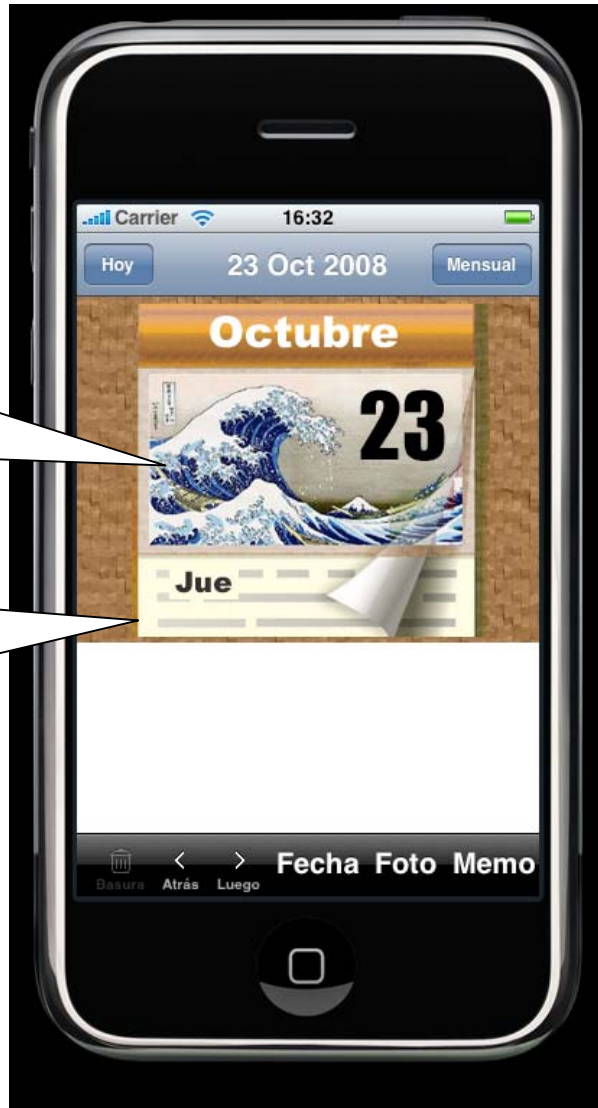 Carrier 16:32
Hoy 23 Oct 2008 Mensual
Octubre
23
Jue
Fecha Foto Memo
Basura Atrás Luego